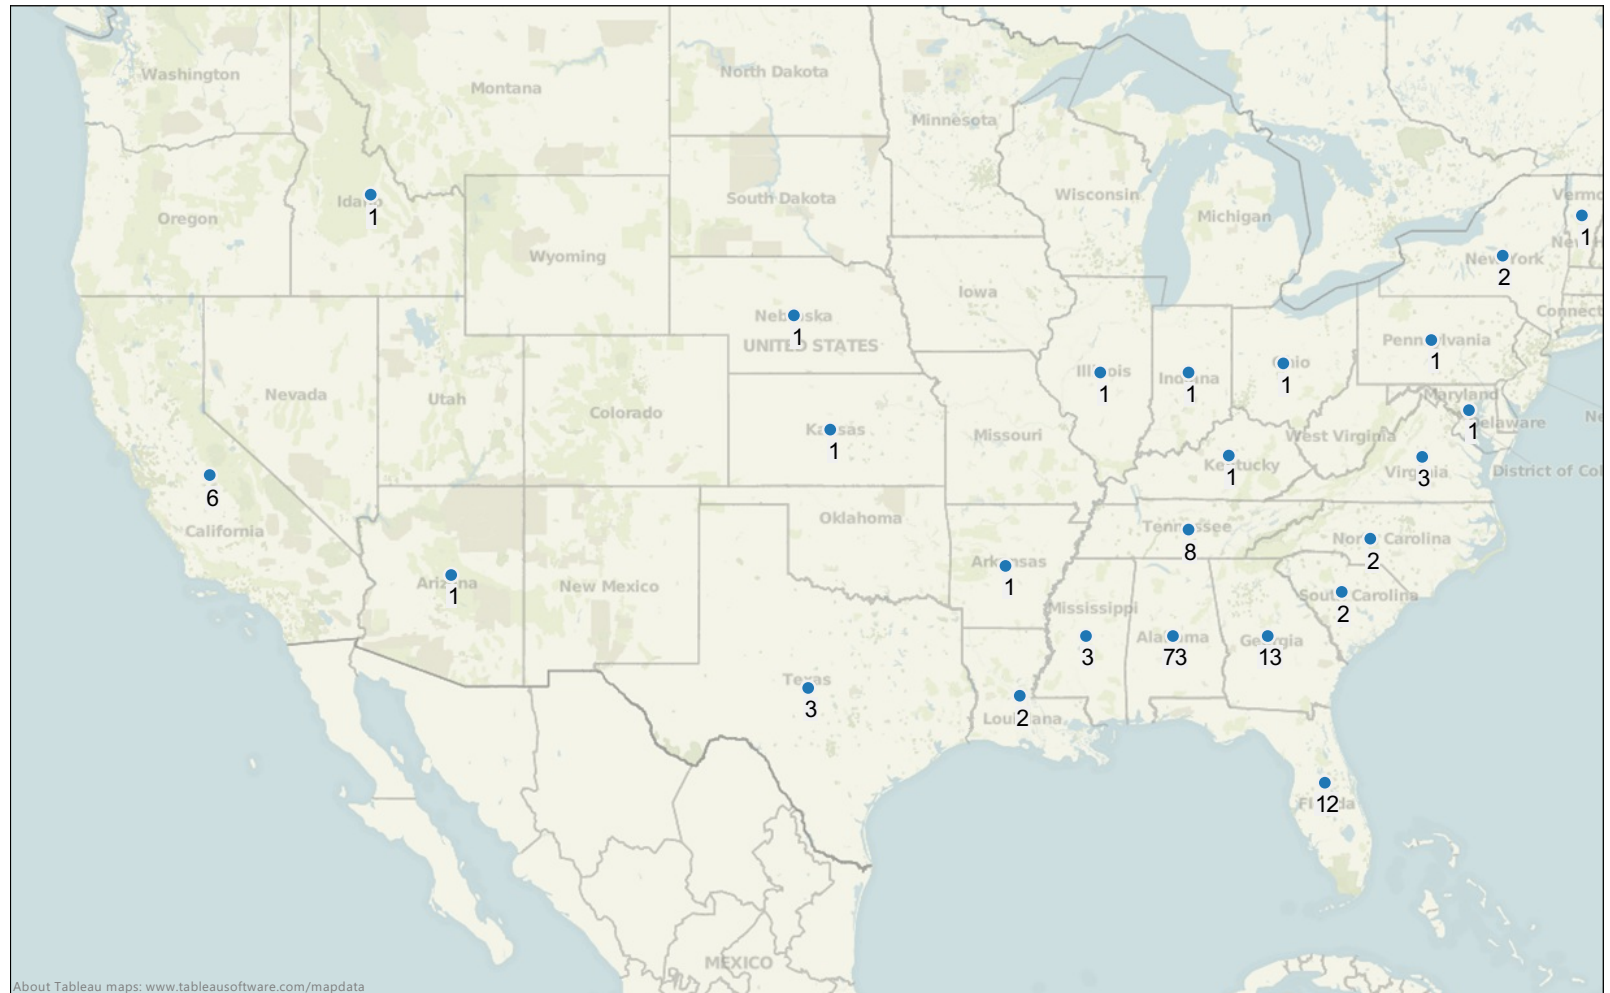 Washington
Montana
North Dakota
Minnesota
Idaho
1
Oregon
South Dakota
Wisconsin
Michigan
Vermo
1
New H
New York
2
Wyoming
Iowa
Nebraska
1
UNITED STATES
Connect
Pennsylvania
1
Illinois
1
Indiana
1
Ohio
1
Nevada
Utah
Colorado
Maryland
1
Delaware
Ne
Kansas
1
Missouri
West Virginia
Kentucky
1
Virginia
3
District of Col
6
California
Oklahoma
Tennessee
8
North Carolina
2
Arizona
1
New Mexico
Arkansas
1
South Carolina
2
Mississippi
3
Alabama
73
Georgia
13
Texas
3
Louisiana
2
Florida
12
MEXICO
About Tableau maps: www.tableausoftware.com/mapdata